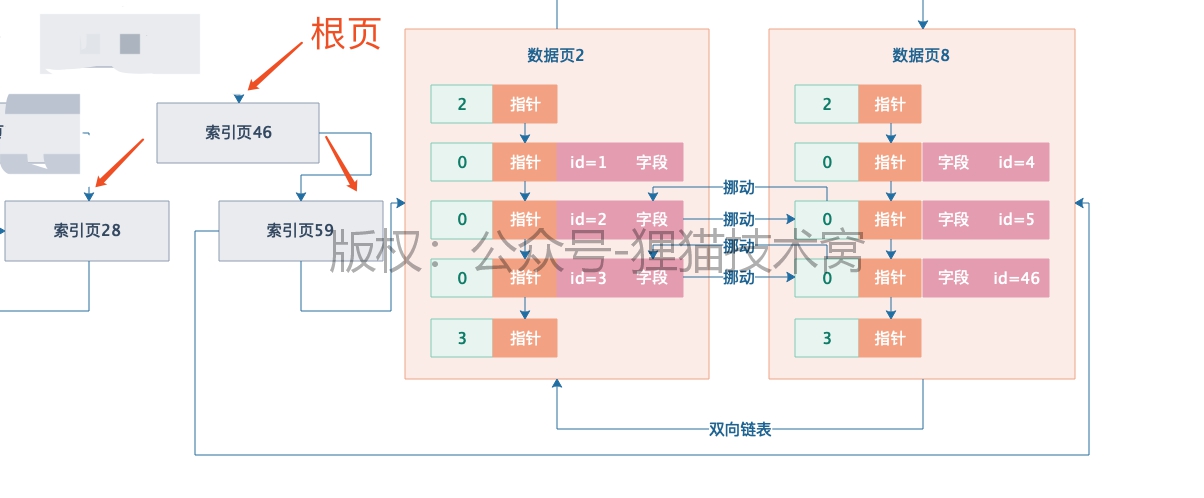 根页
索引页46
索引页28
索引页59
数据页2
2 指针
0 指针 id=1 字段
0 指针 id=2 字段
0 指针 id=3 字段
3 指针
挪动
挪动
挪动
挪动
数据页8
2 指针
0 指针 字段 id=4
0 指针 字段 id=5
0 指针 字段 id=46
3 指针
双向链表
版权：公众号-狸猫技术窝